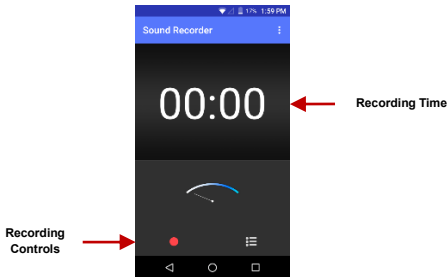 17% 1:59 PM
Sound Recorder
00:00
Recording Time
Recording
Controls